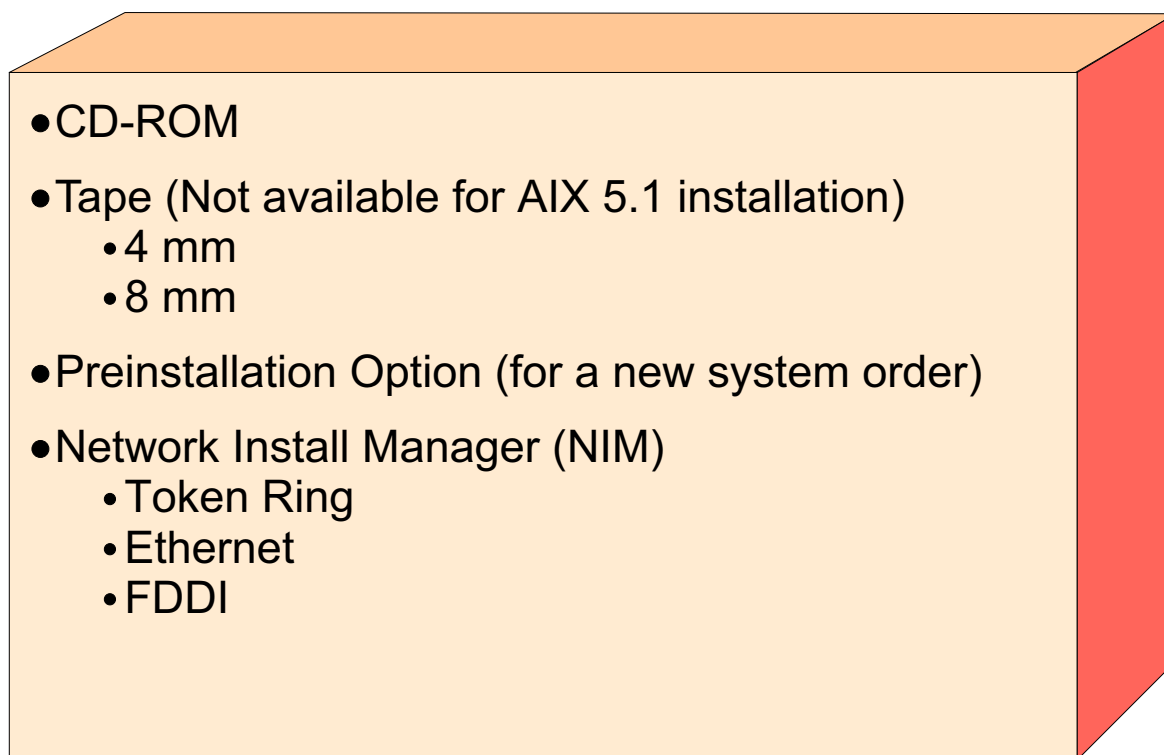 •CD-ROM
•Tape (Not available for AIX 5.1 installation)
•4 mm
•8 mm
•Preinstallation Option (for a new system order)
•Network Install Manager (NIM)
•Token Ring
•Ethernet
•FDDI